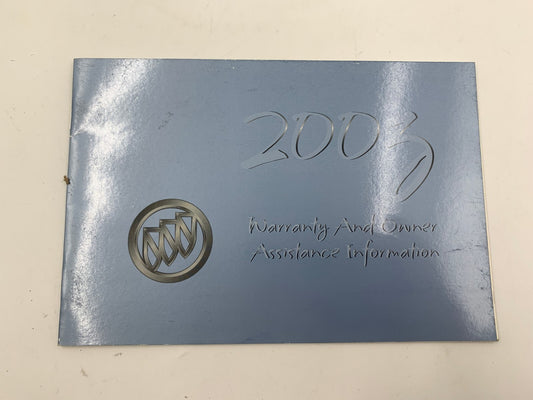 2003
Warranty And Owner
Assistance Information